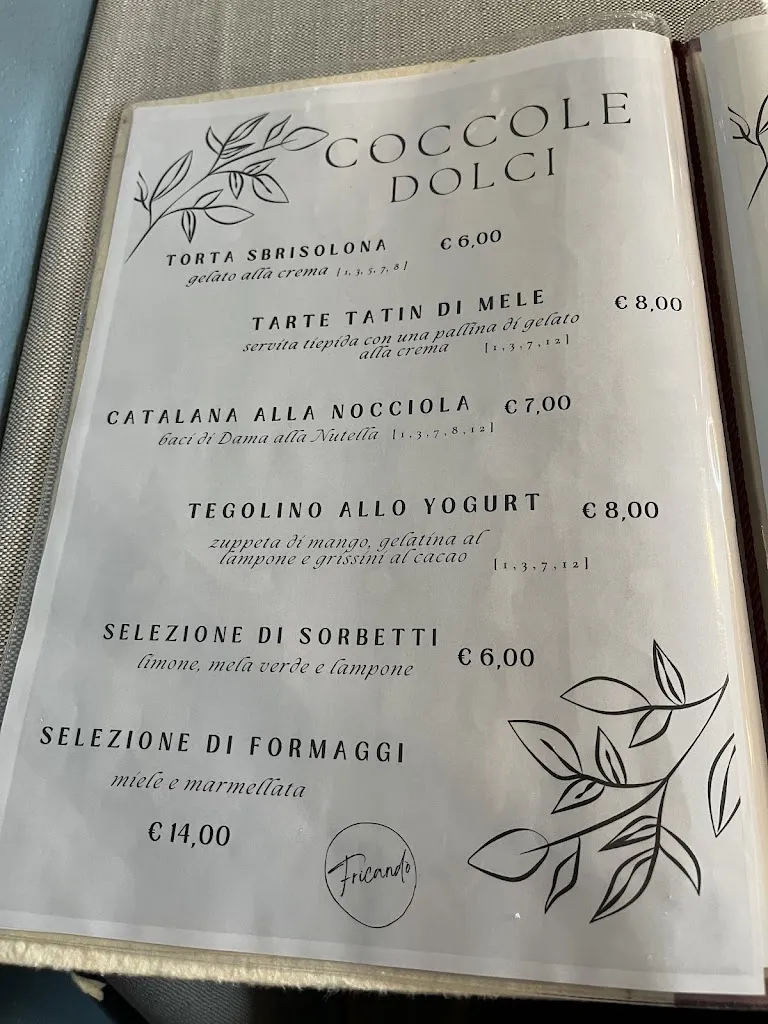 COCCOLE
DOLCI
TORTA SBRISOLONA € 6,00
gelato alla crema [1,3,5,7,8]
TARTE TATIN DI MELE € 8,00
servita tiepida con una pallina di gelato
alla crema [1,3,7,12]
CATALANA ALLA NOCCIOLA € 7,00
baci di Dama alla Nutella [1,3,7,8,12]
TEGOLINO ALLO YOGURT € 8,00
zuppeta di mango, gelatina al
lampone e grissini al cacao [1,3,7,12]
SELEZIONE DI SORBETTI € 6,00
limone, mela verde e lampone
SELEZIONE DI FORMAGGI
miele e marmellata
€ 14,00
Fricandò